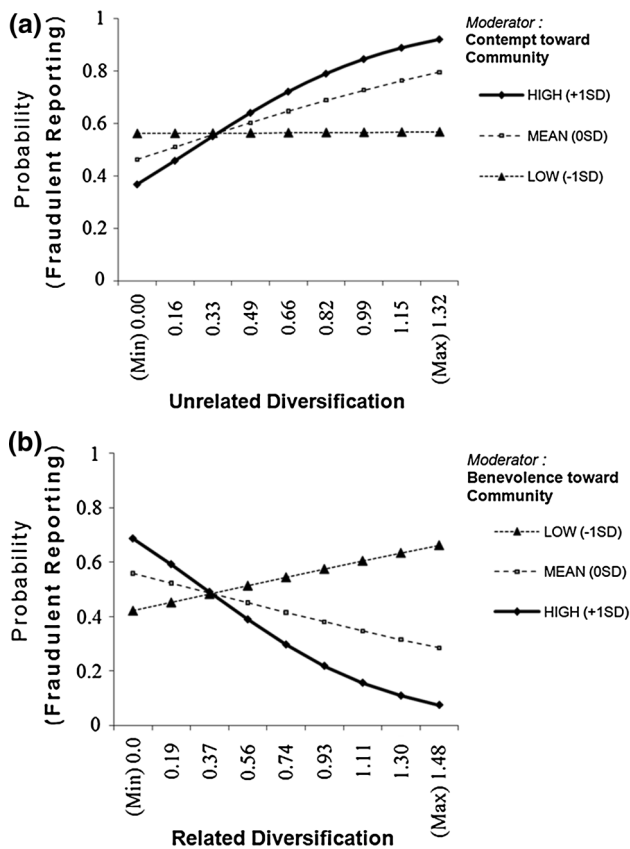 (a)
1
0.8
0.6
0.4
0.2
0
Probability
(Fraudulent Reporting)
(Min) 0.00
0.16
0.33
0.49
0.66
0.82
0.99
1.15
(Max) 1.32
Unrelated Diversification
Moderator :
Contempt toward
Community
HIGH (+1SD)
MEAN (0SD)
LOW (-1SD)
(b)
1
0.8
0.6
0.4
0.2
0
Probability
(Fraudulent Reporting)
(Min) 0.0
0.19
0.37
0.56
0.74
0.93
1.11
1.30
(Max) 1.48
Related Diversification
Moderator :
Benevolence toward
Community
LOW (-1SD)
MEAN (0SD)
HIGH (+1SD)